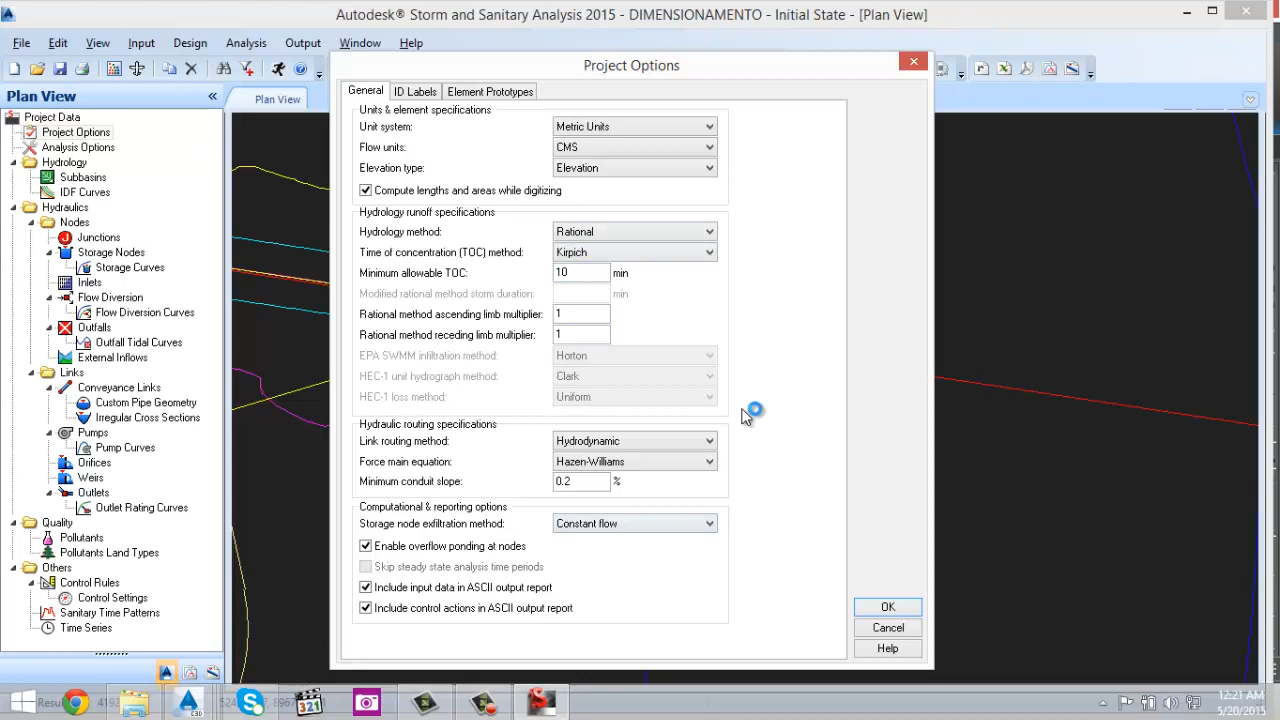 Autodesk® Storm and Sanitary Analysis 2015 - DIMENSIONAMENTO - Initial State - [Plan View]
File Edit View Input Design Analysis Output Window Help
Plan View
Plan View
Project Data
Project Options
Analysis Options
Hydrology
Subbasins
IDF Curves
Hydraulics
Nodes
Junctions
Storage Nodes
Storage Curves
Inlets
Flow Diversion
Flow Diversion Curves
Outfalls
Outfall Tidal Curves
External Inflows
Links
Conveyance Links
Custom Pipe Geometry
Irregular Cross Sections
Pumps
Pump Curves
Orifices
Weirs
Outlets
Outlet Rating Curves
Quality
Pollutants
Pollutants Land Types
Others
Control Rules
Control Settings
Sanitary Time Patterns
Time Series
Project Options
General ID Labels Element Prototypes
Units & element specifications
Unit system: Metric Units
Flow units: CMS
Elevation type: Elevation
Compute lengths and areas while digitizing
Hydrology runoff specifications
Hydrology method: Rational
Time of concentration (TOC) method: Kirpich
Minimum allowable TOC: 10 min
Modified rational method storm duration: min
Rational method ascending limb multiplier: 1
Rational method receding limb multiplier: 1
EPA SWMM infiltration method: Horton
HEC-1 unit hydrograph method: Clark
HEC-1 loss method: Uniform
Hydraulic routing specifications
Link routing method: Hydrodynamic
Force main equation: Hazen-Williams
Minimum conduit slope: 0.2 %
Computational & reporting options
Storage node exfiltration method: Constant flow
Enable overflow ponding at nodes
Skip steady state analysis time periods
Include input data in ASCII output report
Include control actions in ASCII output report
OK
Cancel
Help
12:21 AM
5/20/2015